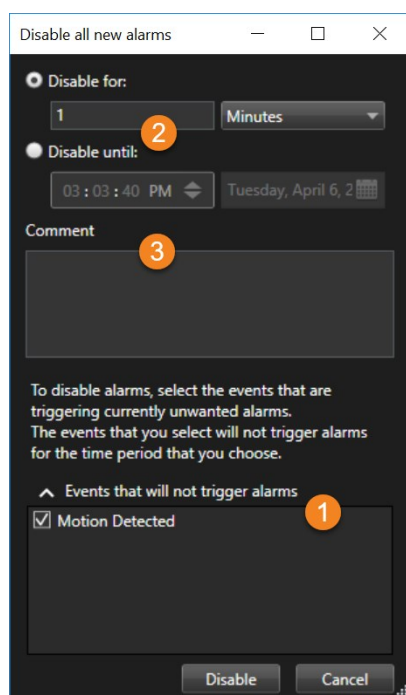 Disable all new alarms
Disable for:
1 Minutes
2
Disable until:
03:03:40 PM Tuesday, April 6, 2
Comment
3
To disable alarms, select the events that are
triggering currently unwanted alarms.
The events that you select will not trigger alarms
for the time period that you choose.
Events that will not trigger alarms
1
Motion Detected
Disable Cancel